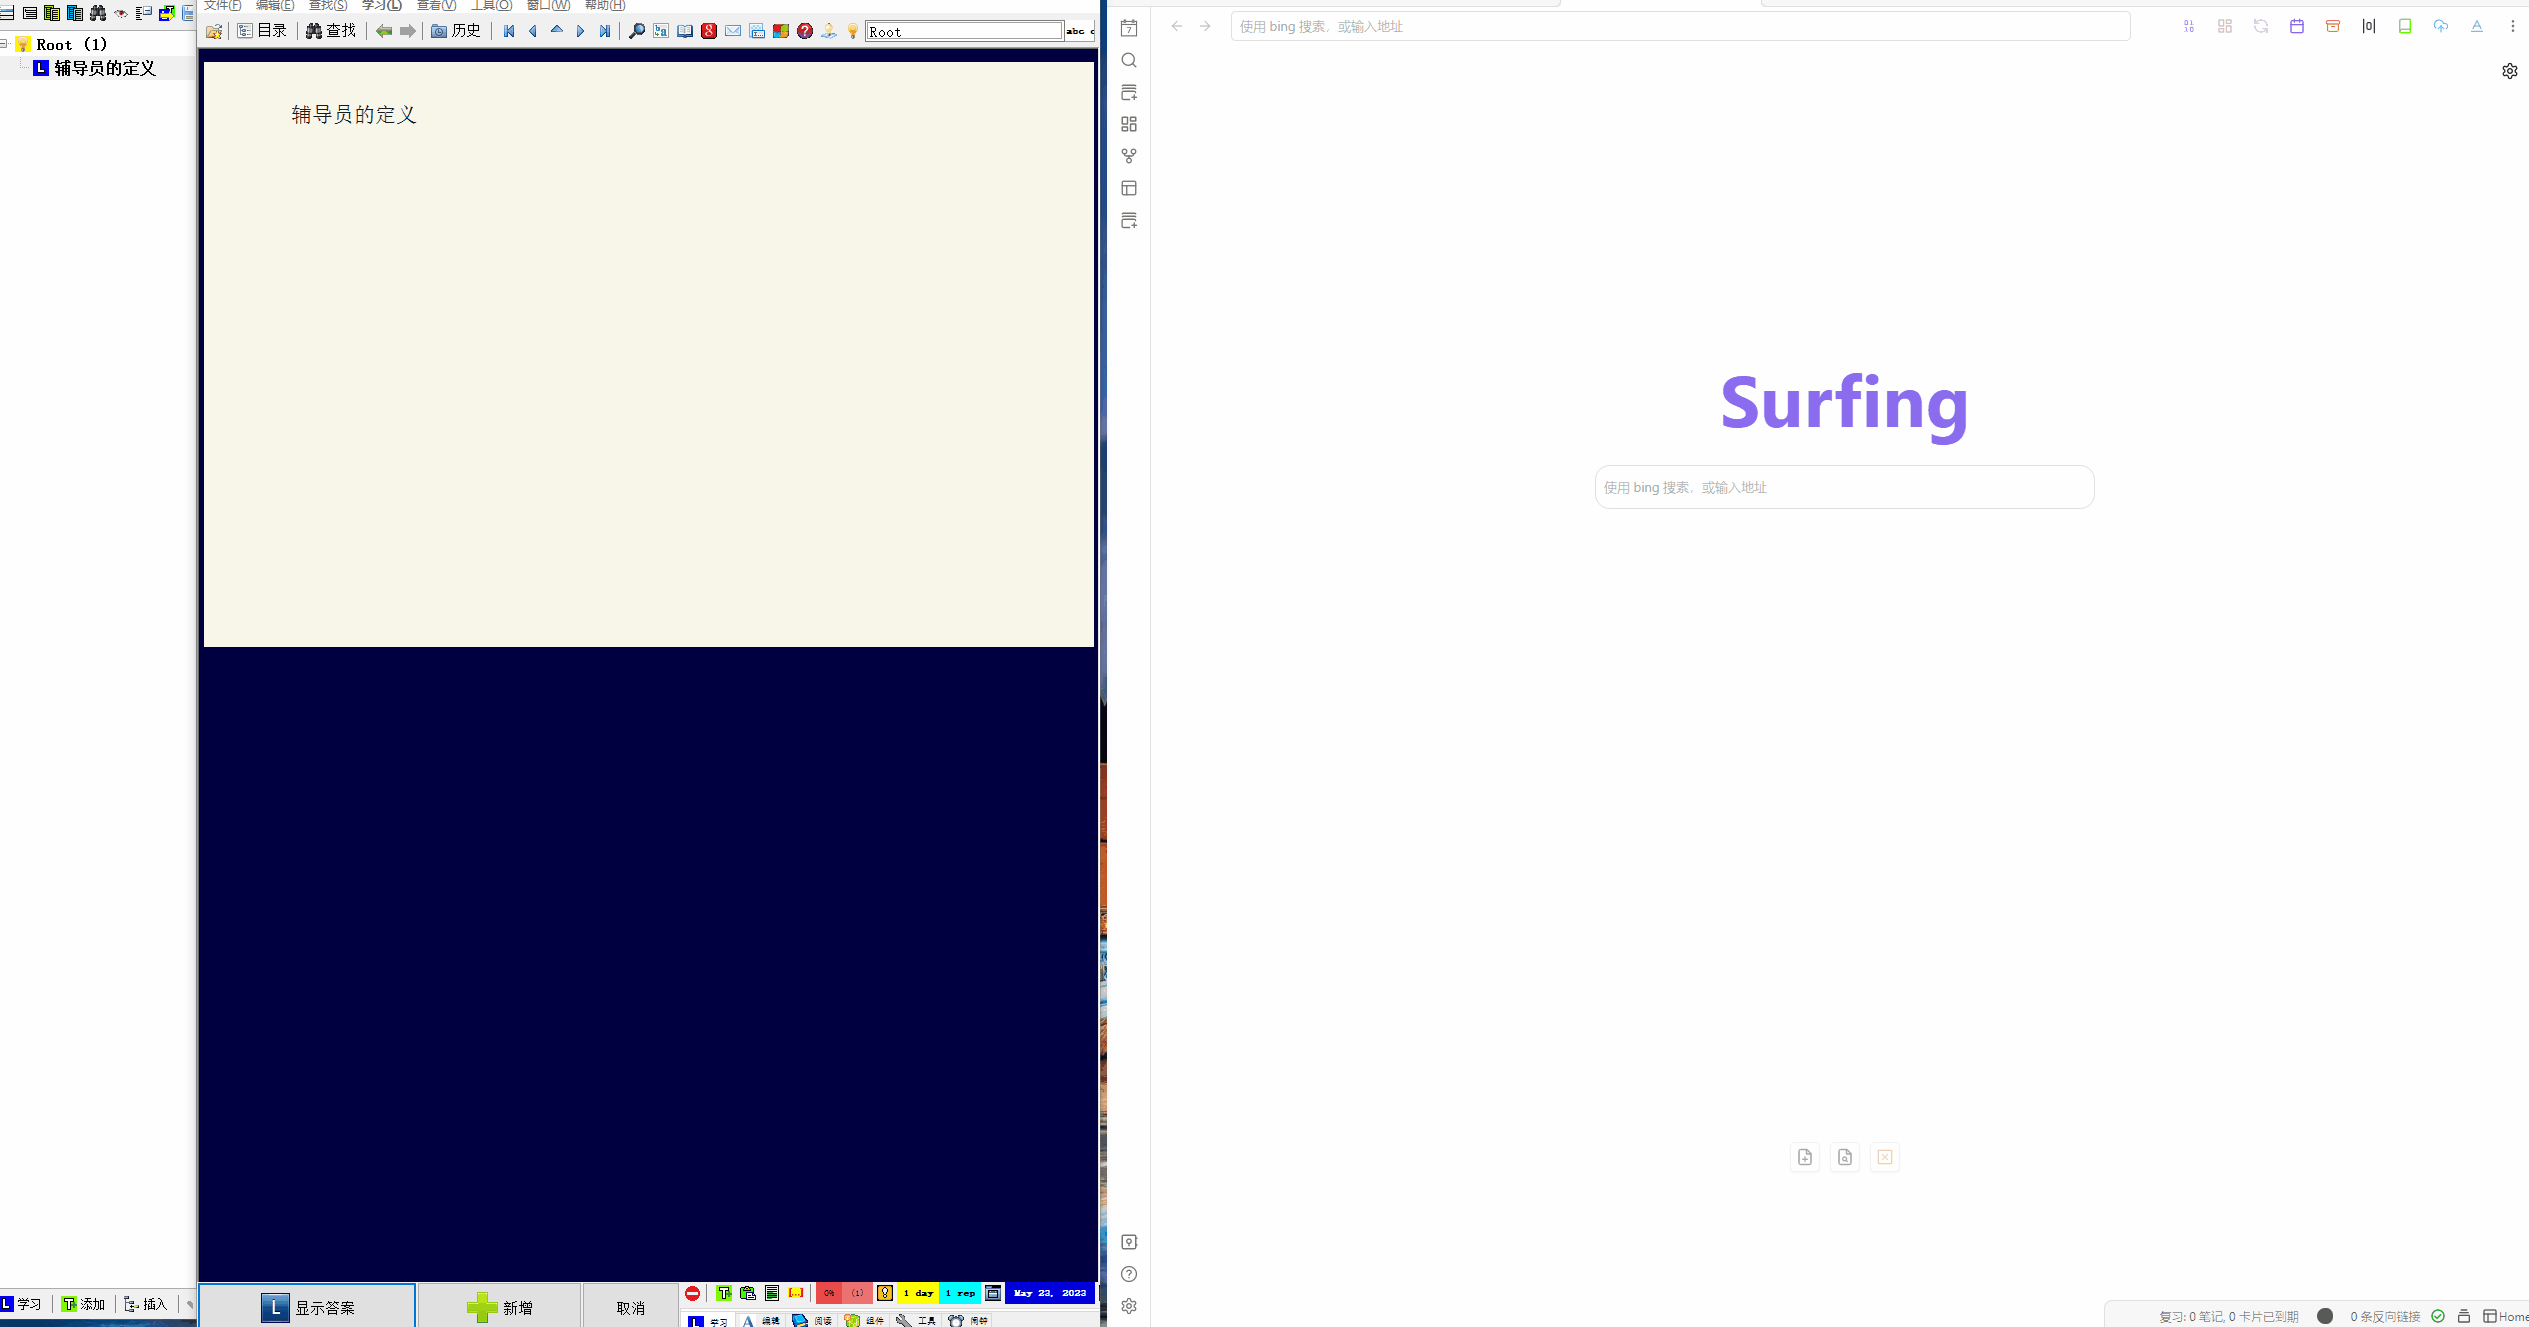 Root (1)
辅导员的定义
学习
添加
插入
文件(F) 编辑(E) 查找(S) 学习(L) 查看(V) 工具(O) 窗口(W) 帮助(H)
目录 查找 历史 Root abc
辅导员的定义
显示答案
新增
取消
0% (1) 1 day 1 rep May 23, 2023
学习 编辑 阅读 组件 工具 闹钟
使用 bing 搜索，或输入地址
Surfing
使用 bing 搜索，或输入地址
复习: 0 笔记, 0 卡片已到期 0 条反向链接 Home